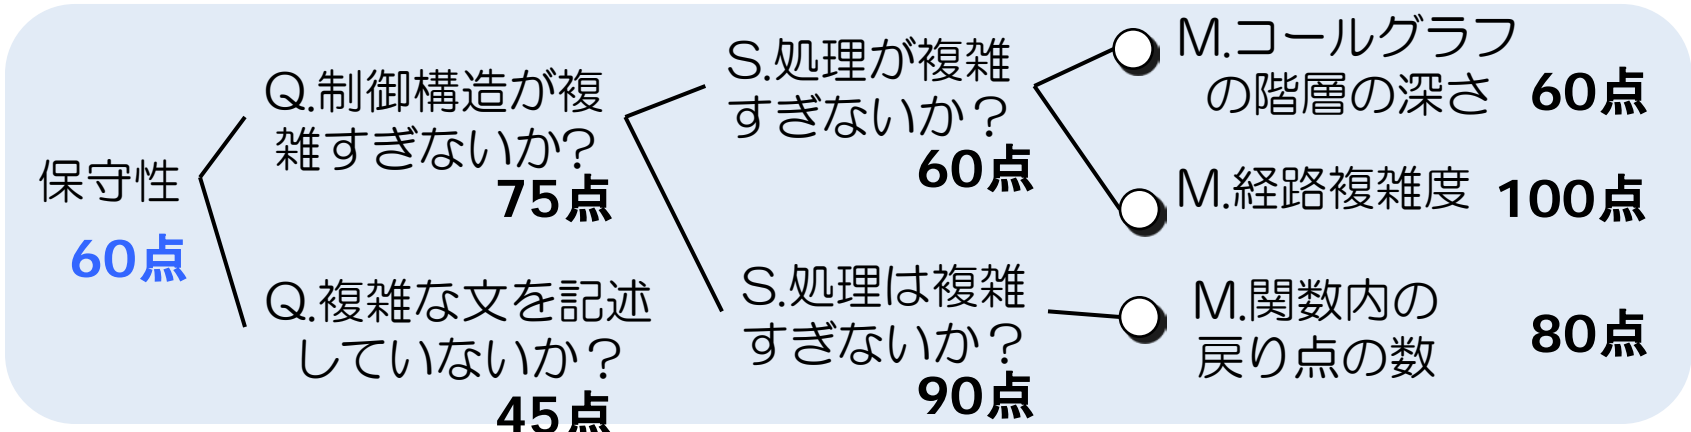 保守性
60点
Q.制御構造が複
雑すぎないか?
75点
Q.複雑な文を記述
していないか？
45点
S.処理が複雑
すぎないか？
60点
S.処理は複雑
すぎないか？
90点
M.コールグラフ
の階層の深さ
60点
M.経路複雑度
100点
M.関数内の
戻り点の数
80点